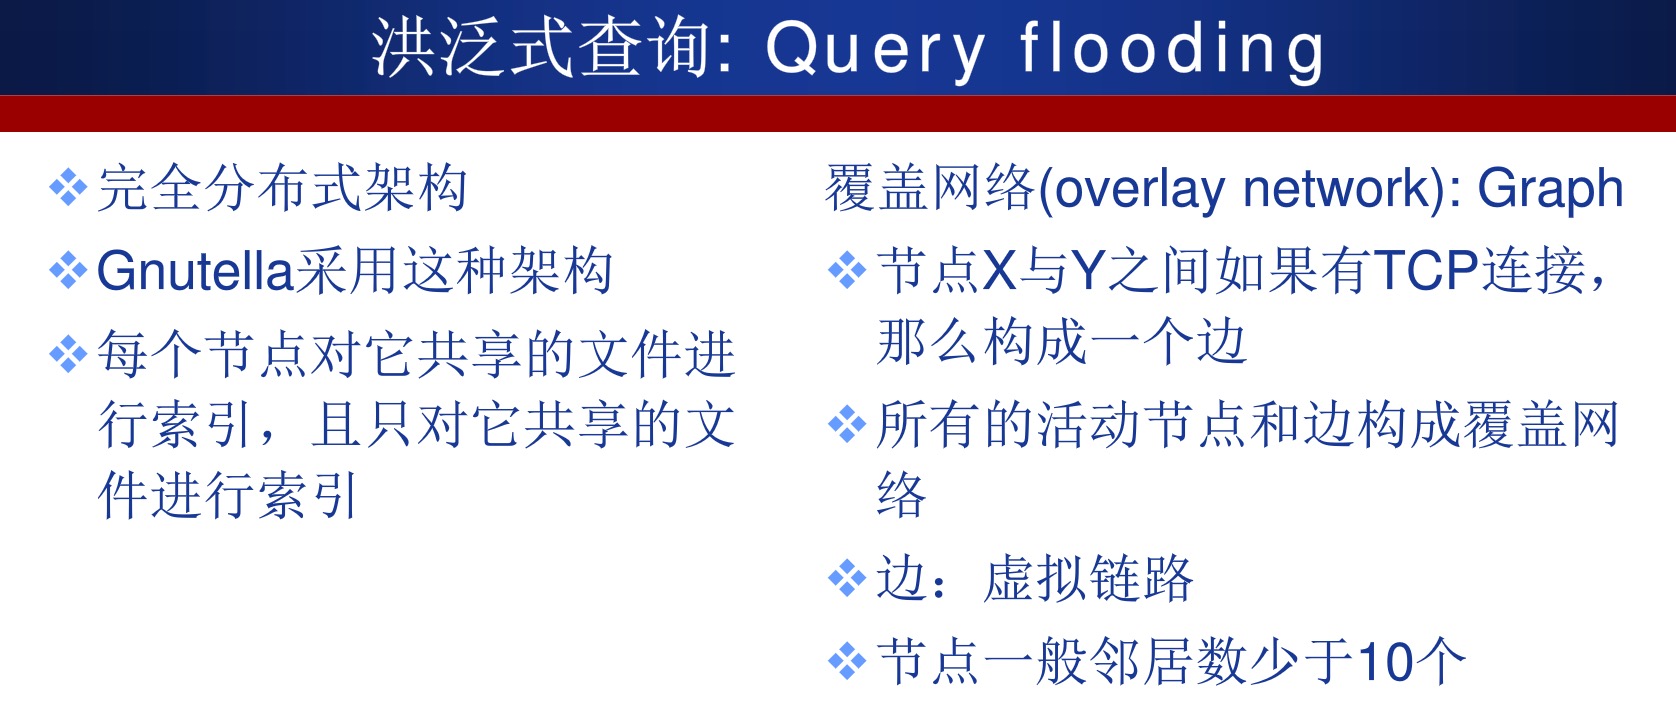 洪泛式查询: Query flooding
完全分布式架构
Gnutella采用这种架构
每个节点对它共享的文件进
行索引，且只对它共享的文
件进行索引
覆盖网络(overlay network): Graph
节点X与Y之间如果有TCP连接，
那么构成一个边
所有的活动节点和边构成覆盖网
络
边：虚拟链路
节点一般邻居数少于10个